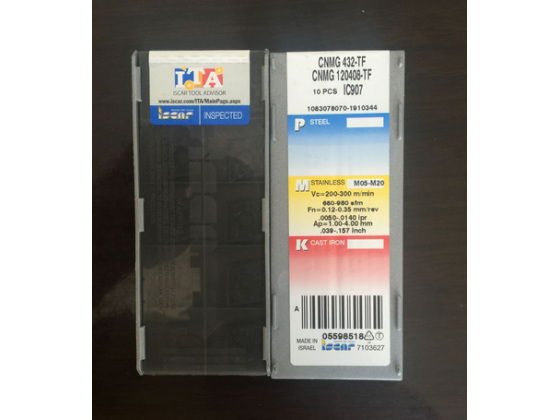 ITA
ISCAR TOOL ADVISOR
www.iscar.com/ITA/MainPage.aspx
iscar INSPECTED
CNMG 432-TF
CNMG 120408-TF
10 PCS IC907
1083078070-1910344
P STEEL
M STAINLESS M05-M20
Vc=200-300 m/min
660-980 sfm
Fn=0.12-0.35 mm/rev
.0050-.0140 ipr
Ap=1.00-4.00 mm
.039-.157 inch
K CAST IRON
A
05598518
MADE IN
ISRAEL iscar 7103627